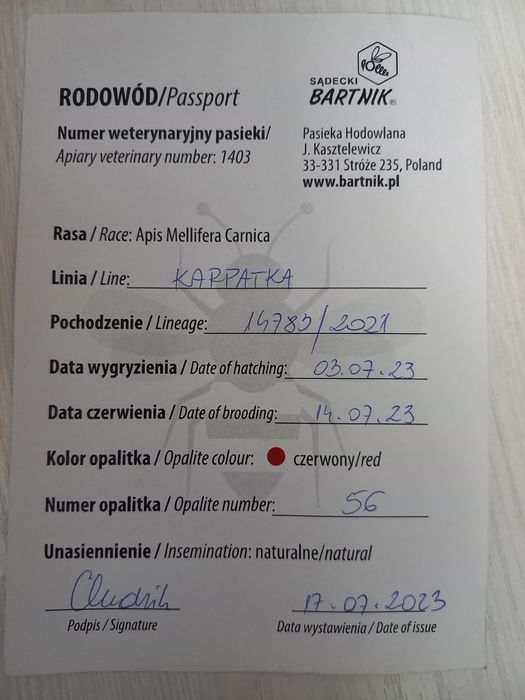 SĄDECKI
BARTNIK®
RODOWÓD/Passport
Numer weterynaryjny pasieki/
Apiary veterinary number: 1403
Pasieka Hodowlana
J. Kasztelewicz
33-331 Stróże 235, Poland
www.bartnik.pl
Rasa / Race: Apis Mellifera Carnica
Linia / Line: KARPATKA
Pochodzenie / Lineage: 14785/2021
Data wygryzienia / Date of hatching: 03.07.23
Data czerwienia / Date of brooding: 14.07.23
Kolor opalitka / Opalite colour: czerwony/red
Numer opalitka / Opalite number: 56
Unasiennienie / Insemination: naturalne/natural
17.07.2023
Podpis / Signature
Data wystawienia / Date of issue